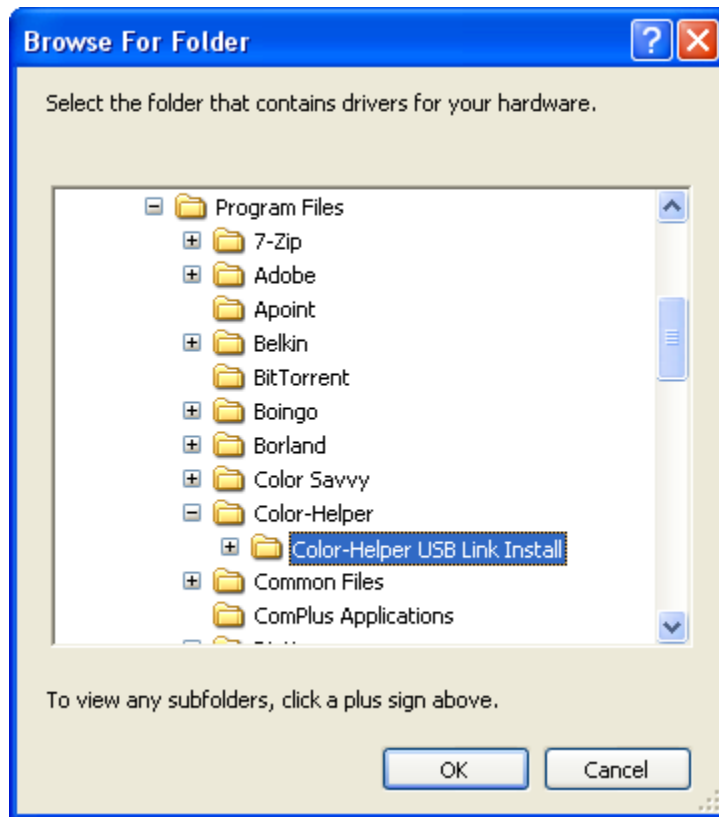 Browse For Folder
Select the folder that contains drivers for your hardware.
Program Files
7-Zip
Adobe
Apoint
Belkin
BitTorrent
Boingo
Borland
Color Savvy
Color-Helper
Color-Helper USB Link Install
Common Files
ComPlus Applications
To view any subfolders, click a plus sign above.
OK
Cancel